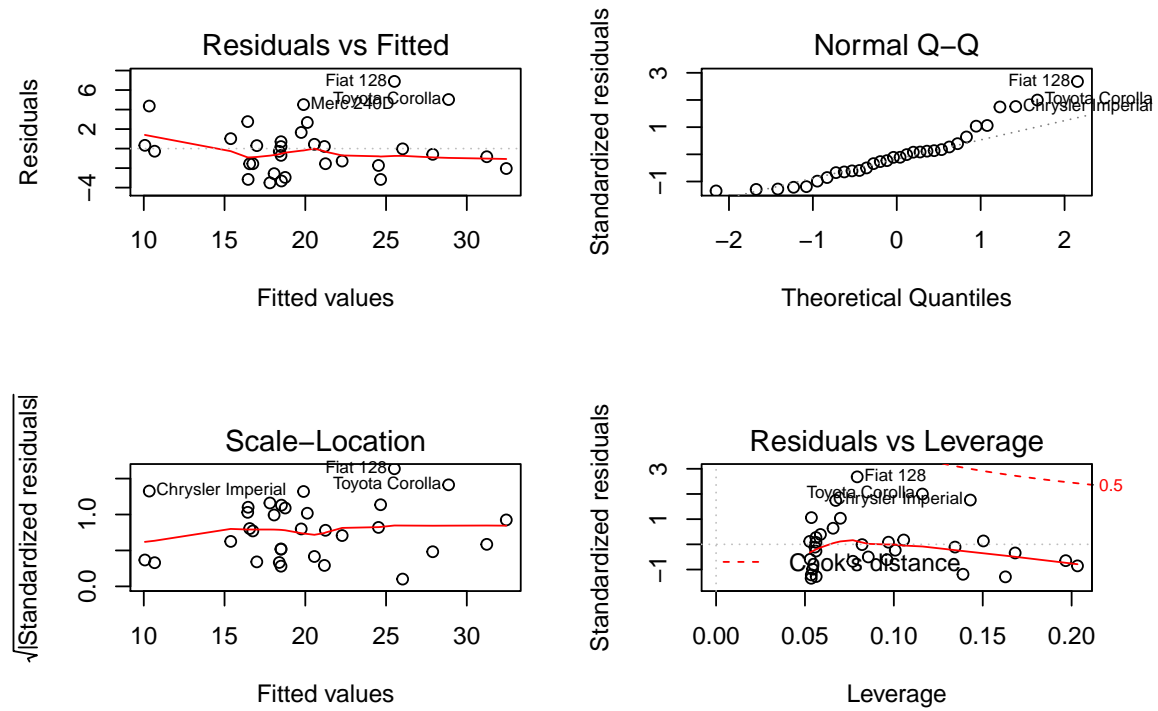 Residuals vs Fitted
Residuals
6
2
−4
Fiat 128
Toyota Corolla
Merc 240D
10 15 20 25 30
Fitted values
Normal Q−Q
Standardized residuals
3
1
−1
Fiat 128
Toyota Corolla
Chrysler Imperial
−2 −1 0 1 2
Theoretical Quantiles
Scale−Location
√|Standardized residuals|
1.0
0.0
Fiat 128
Toyota Corolla
Chrysler Imperial
10 15 20 25 30
Fitted values
Residuals vs Leverage
Standardized residuals
3
1
−1
Fiat 128
Toyota Corolla
Chrysler Imperial
0.5
Cook's distance
0.00 0.05 0.10 0.15 0.20
Leverage